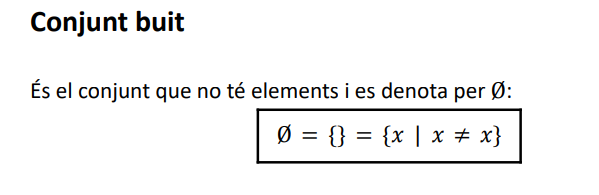 Conjunt buit
És el conjunt que no té elements i es denota per Ø:
Ø = {} = {x | x ≠ x}